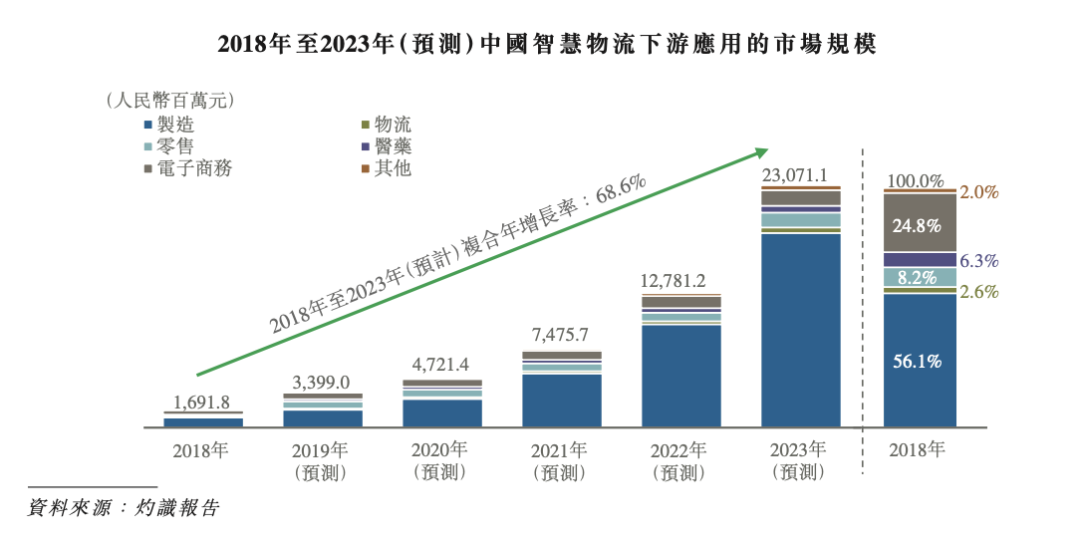 2018年至2023年(預測)中國智慧物流下游應用的市場規模
(人民幣百萬元)
製造
物流
零售
醫藥
電子商務
其他
2018年至2023年(預計)複合年增長率：68.6%
1,691.8
3,399.0
4,721.4
7,475.7
12,781.2
23,071.1
100.0%
2.0%
24.8%
6.3%
8.2%
2.6%
56.1%
2018年
2019年
(預測)
2020年
(預測)
2021年
(預測)
2022年
(預測)
2023年
(預測)
2018年
資料來源：灼識報告